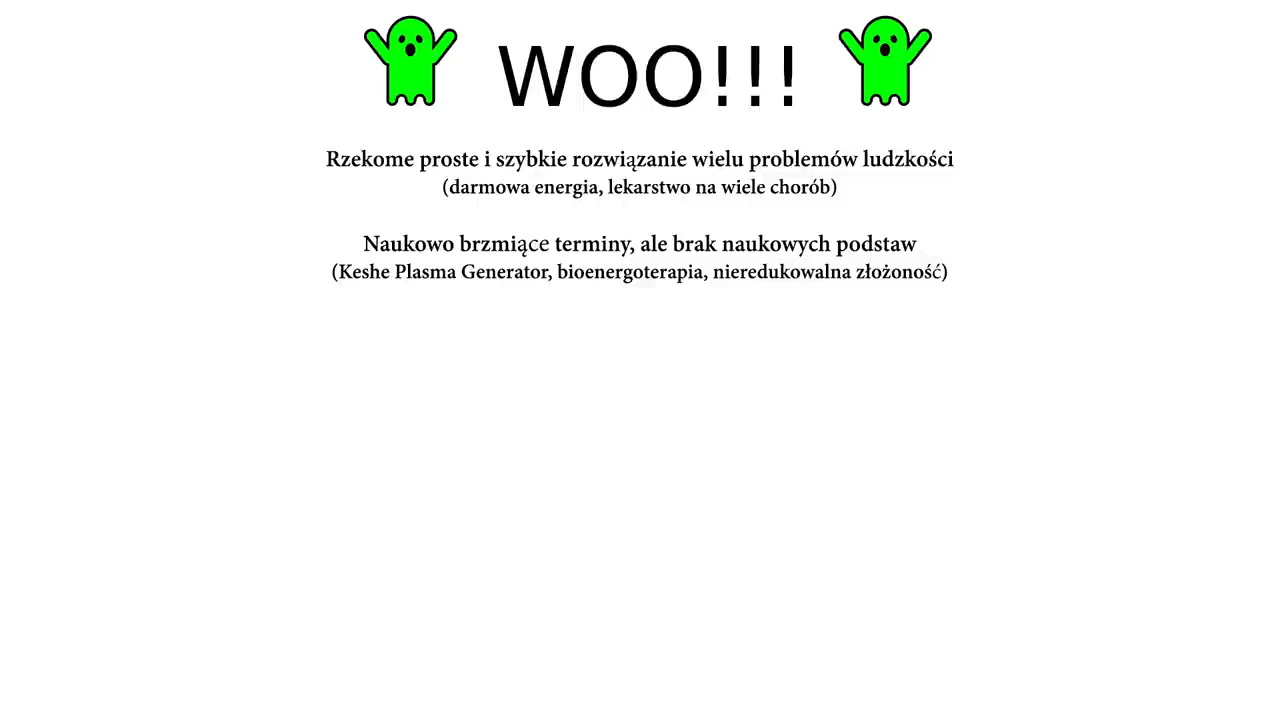 WOO!!!
Rzekome proste i szybkie rozwiązanie wielu problemów ludzkości
(darmowa energia, lekarstwo na wiele chorób)
Naukowo brzmiące terminy, ale brak naukowych podstaw
(Keshe Plasma Generator, bioenergoterapia, nieredukowalna złożoność)